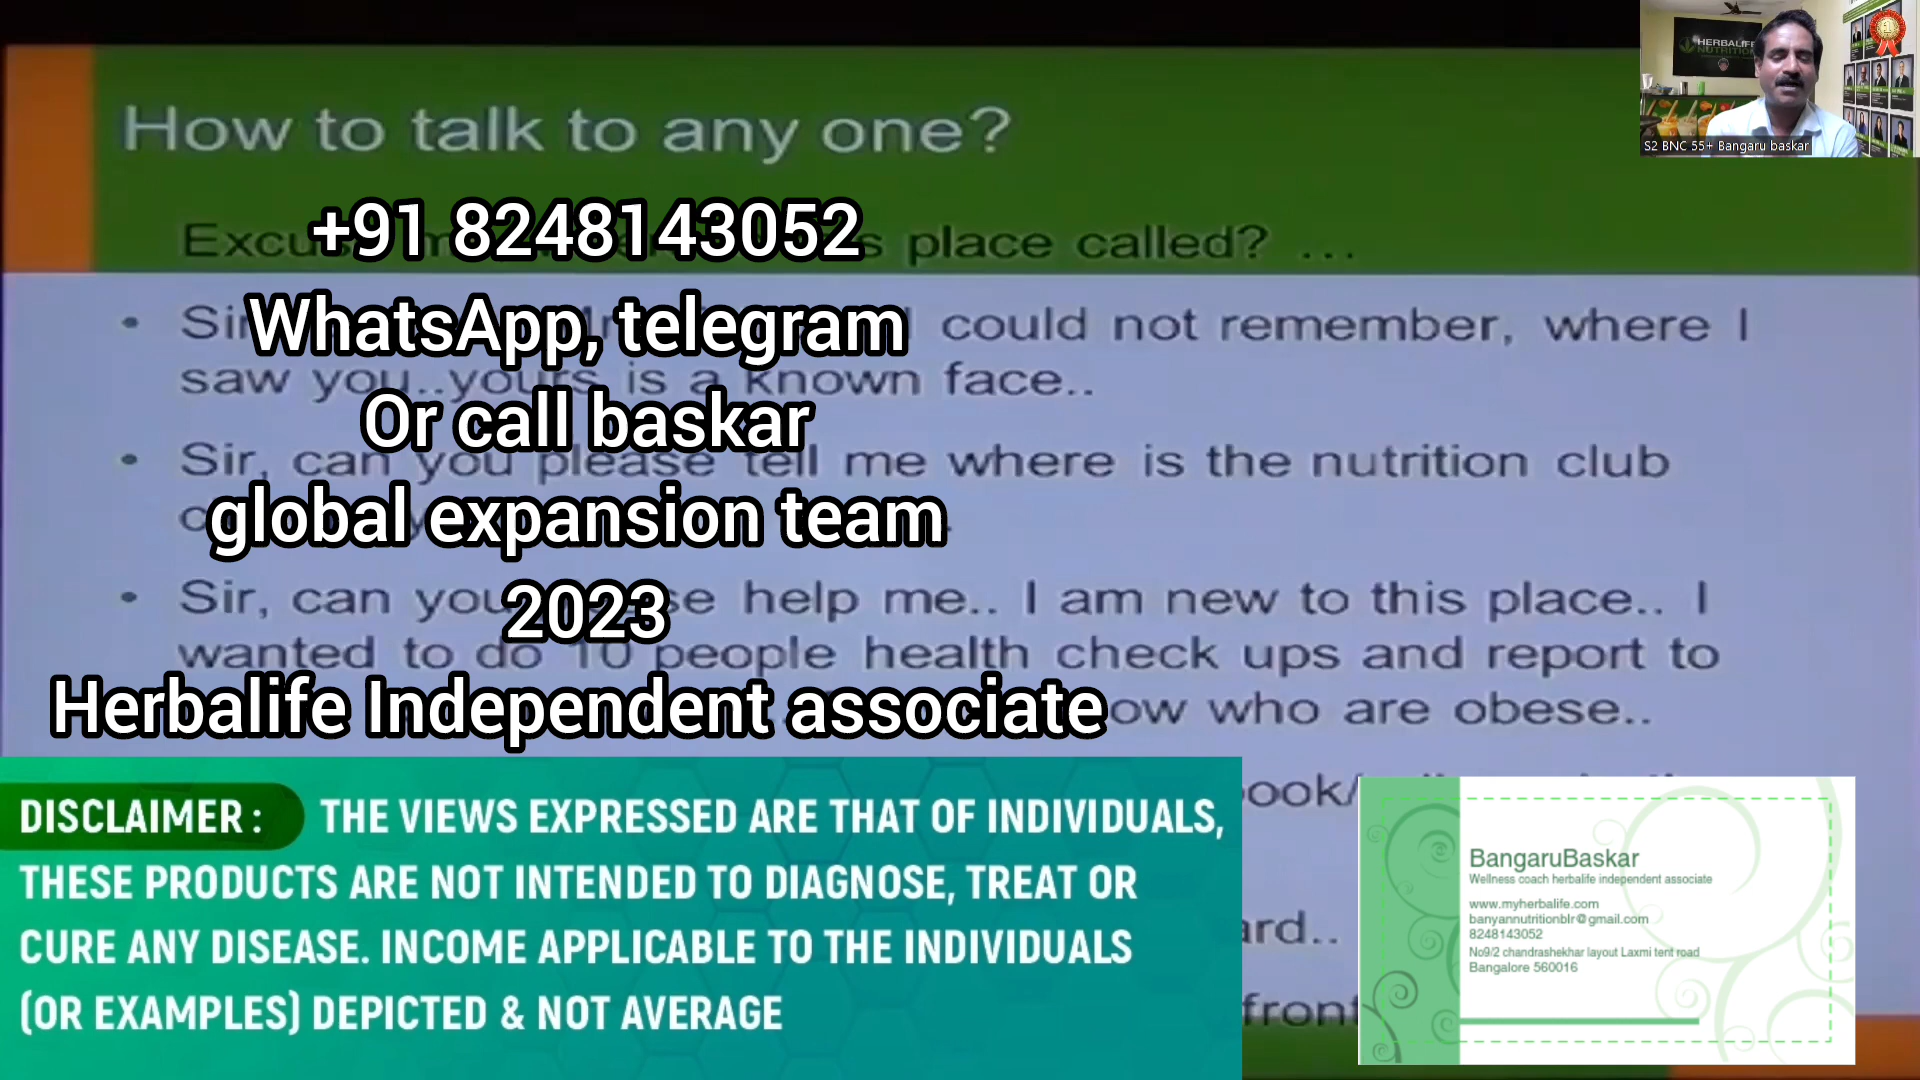 HERBALIFE
NUTRITION
S2 BNC 55+ Bangaru baskar
How to talk to any one?
+91 8248143052
place called? ...
WhatsApp, telegram
could not remember, where I
saw you..yours is a known face..
Or call baskar
Sir, can you please tell me where is the nutrition club
global expansion team
Sir, can you help me.. I am new to this place.. I
2023
wanted to do 10 people health check ups and report to
Herbalife Independent associate
who are obese..
DISCLAIMER : THE VIEWS EXPRESSED ARE THAT OF INDIVIDUALS,
THESE PRODUCTS ARE NOT INTENDED TO DIAGNOSE, TREAT OR
CURE ANY DISEASE. INCOME APPLICABLE TO THE INDIVIDUALS
(OR EXAMPLES) DEPICTED & NOT AVERAGE
front
BangaruBaskar
Wellness coach herbalife independent associate
www.myherbalife.com
banyannutritionblr@gmail.com
8248143052
No9/2 chandrashekhar layout Laxmi tent road
Bangalore 560016